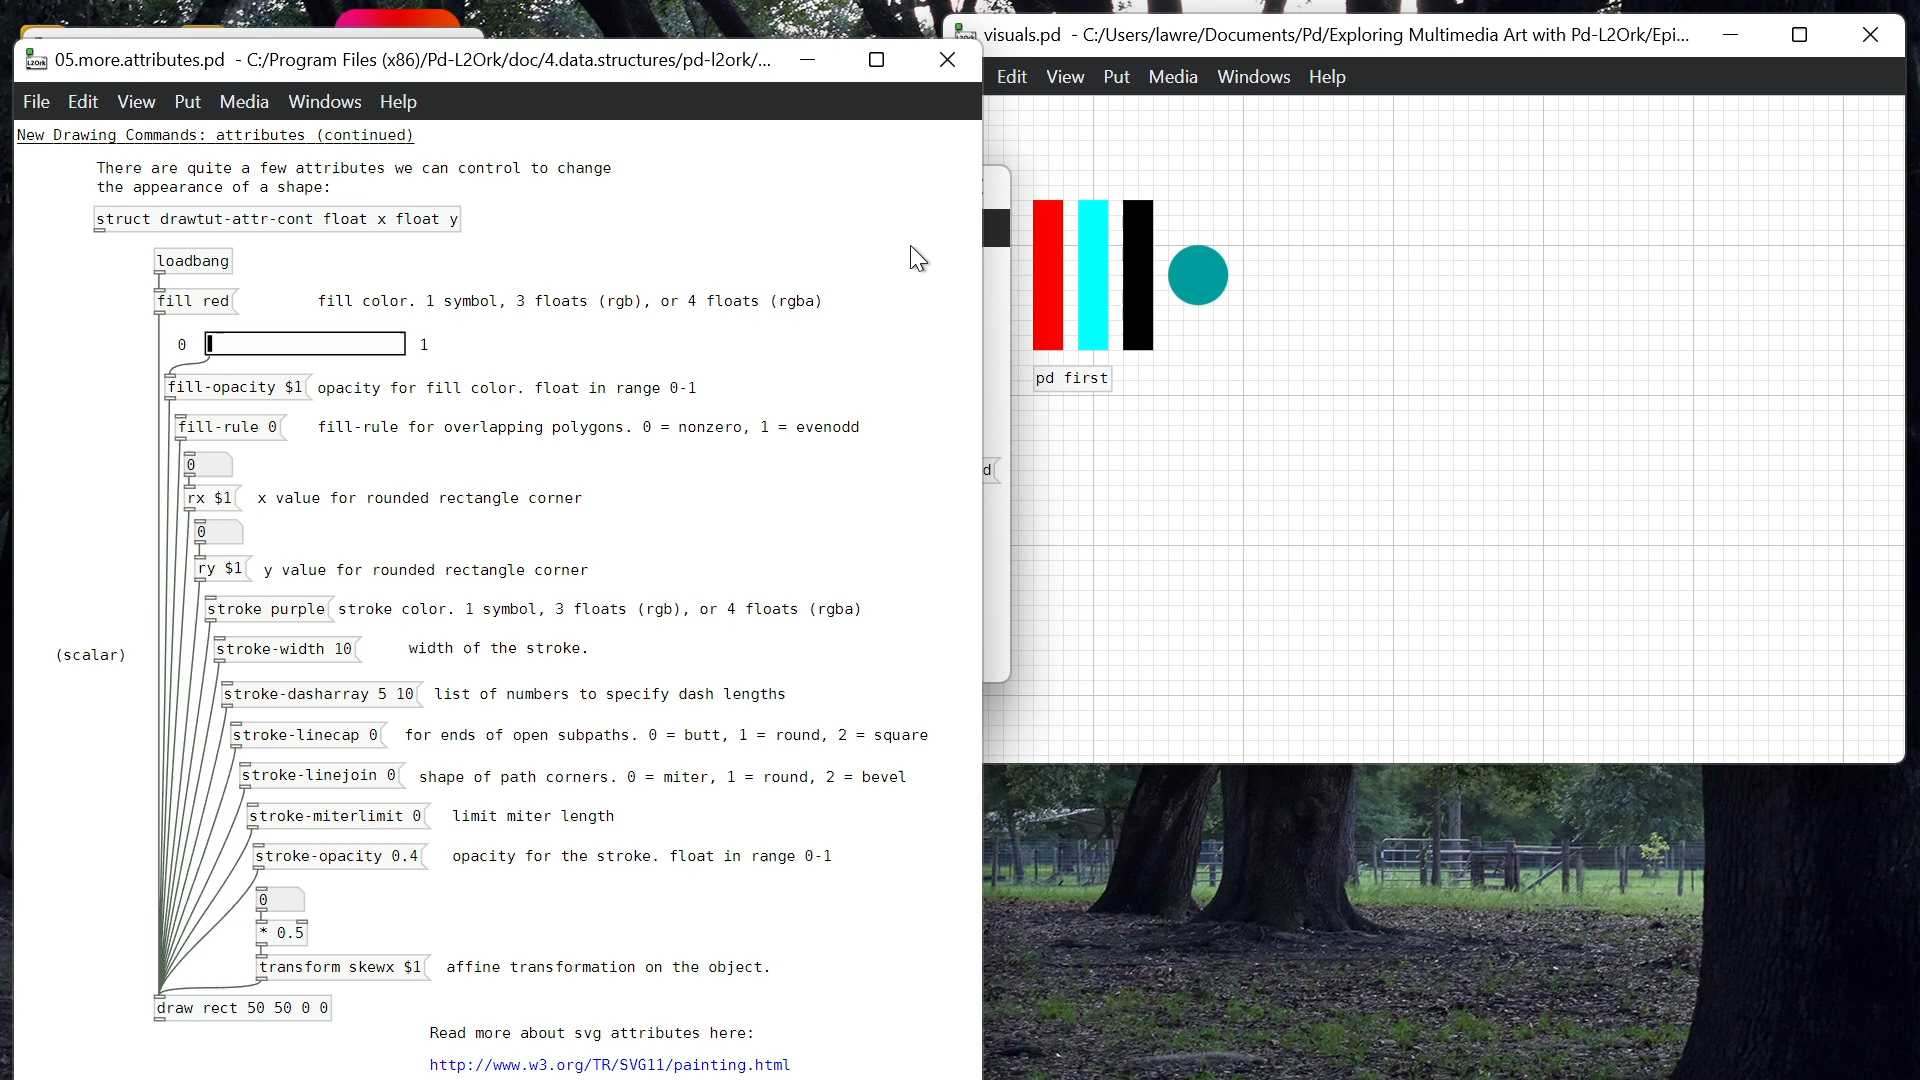 05.more.attributes.pd - C:/Program Files (x86)/Pd-L2Ork/doc/4.data.structures/pd-l2ork/...
File Edit View Put Media Windows Help
New Drawing Commands: attributes (continued)
There are quite a few attributes we can control to change
the appearance of a shape:
struct drawtut-attr-cont float x float y
loadbang
fill red
fill color. 1 symbol, 3 floats (rgb), or 4 floats (rgba)
0 1
fill-opacity $1 opacity for fill color. float in range 0-1
fill-rule 0 fill-rule for overlapping polygons. 0 = nonzero, 1 = evenodd
0
rx $1 x value for rounded rectangle corner
0
ry $1 y value for rounded rectangle corner
stroke purple stroke color. 1 symbol, 3 floats (rgb), or 4 floats (rgba)
stroke-width 10 width of the stroke.
(scalar)
stroke-dasharray 5 10 list of numbers to specify dash lengths
stroke-linecap 0 for ends of open subpaths. 0 = butt, 1 = round, 2 = square
stroke-linejoin 0 shape of path corners. 0 = miter, 1 = round, 2 = bevel
stroke-miterlimit 0 limit miter length
stroke-opacity 0.4 opacity for the stroke. float in range 0-1
0
* 0.5
transform skewx $1 affine transformation on the object.
draw rect 50 50 0 0
Read more about svg attributes here:
http://www.w3.org/TR/SVG11/painting.html
visuals.pd - C:/Users/lawre/Documents/Pd/Exploring Multimedia Art with Pd-L2Ork/Epi...
Edit View Put Media Windows Help
pd first
d